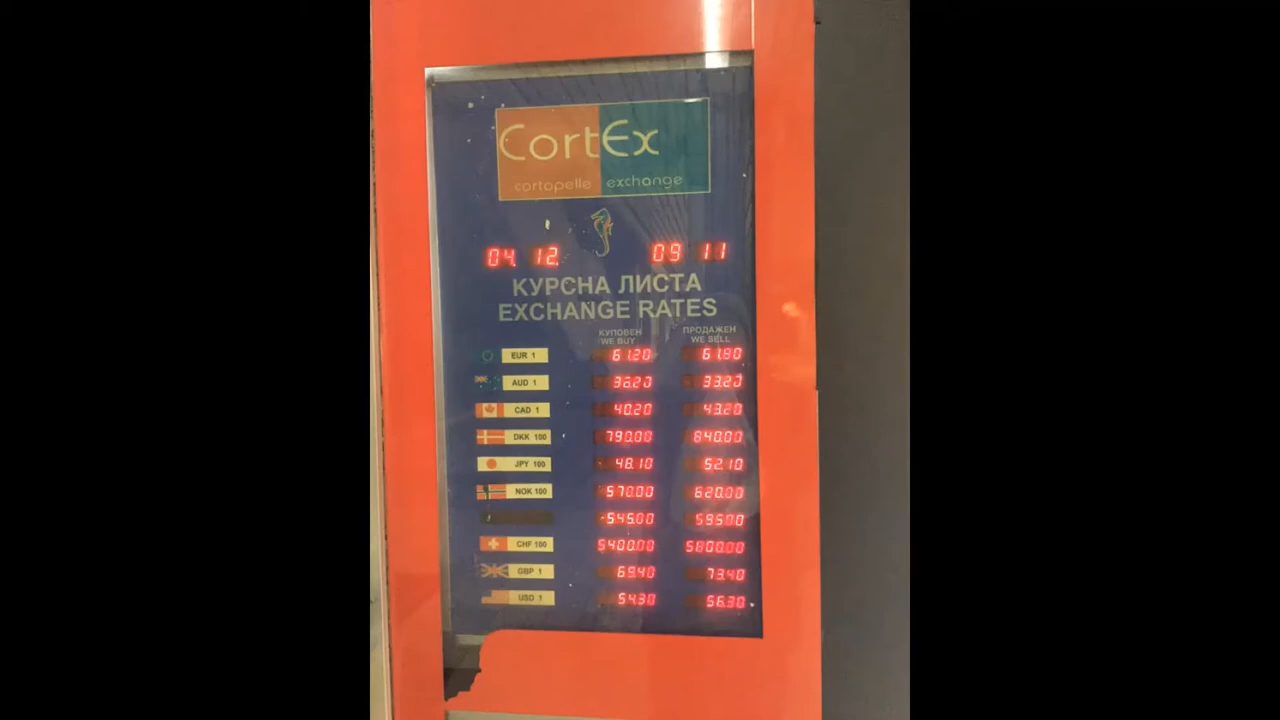 CortEx
cortopelle exchange
04. 12. 09 11
КУРСНА ЛИСТА
EXCHANGE RATES
КУПОВЕН ПРОДАЖЕН
WE BUY WE SELL
EUR 1 61.20 61.80
AUD 1 36.20 39.20
CAD 1 40.20 43.20
DKK 100 790.00 840.00
JPY 100 48.10 52.10
NOK 100 570.00 620.00
545.00 595.00
CHF 100 5400.00 5800.00
GBP 1 69.40 73.40
USD 1 54.30 56.30